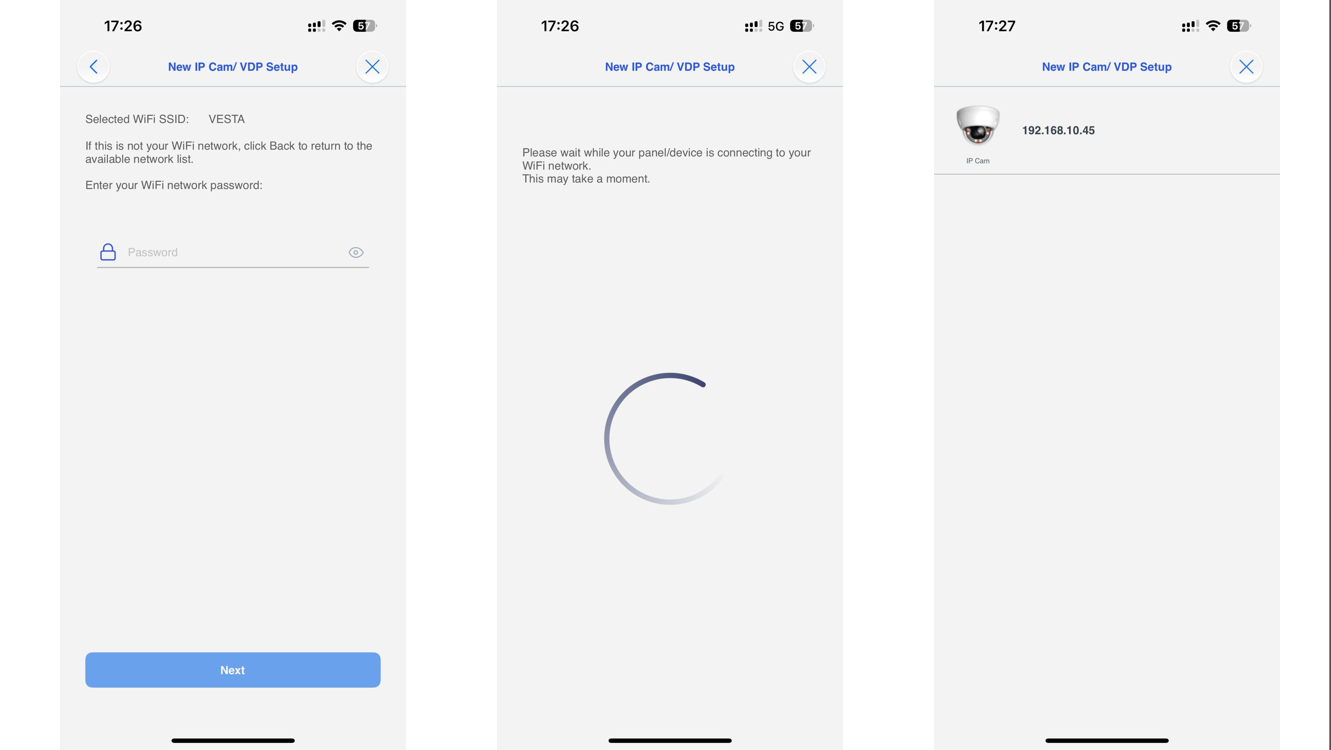 17:26
57
New IP Cam/ VDP Setup
Selected WiFi SSID: VESTA
If this is not your WiFi network, click Back to return to the
available network list.
Enter your WiFi network password:
Password
Next
17:26
5G 57
New IP Cam/ VDP Setup
Please wait while your panel/device is connecting to your
WiFi network.
This may take a moment.
17:27
57
New IP Cam/ VDP Setup
192.168.10.45
IP Cam